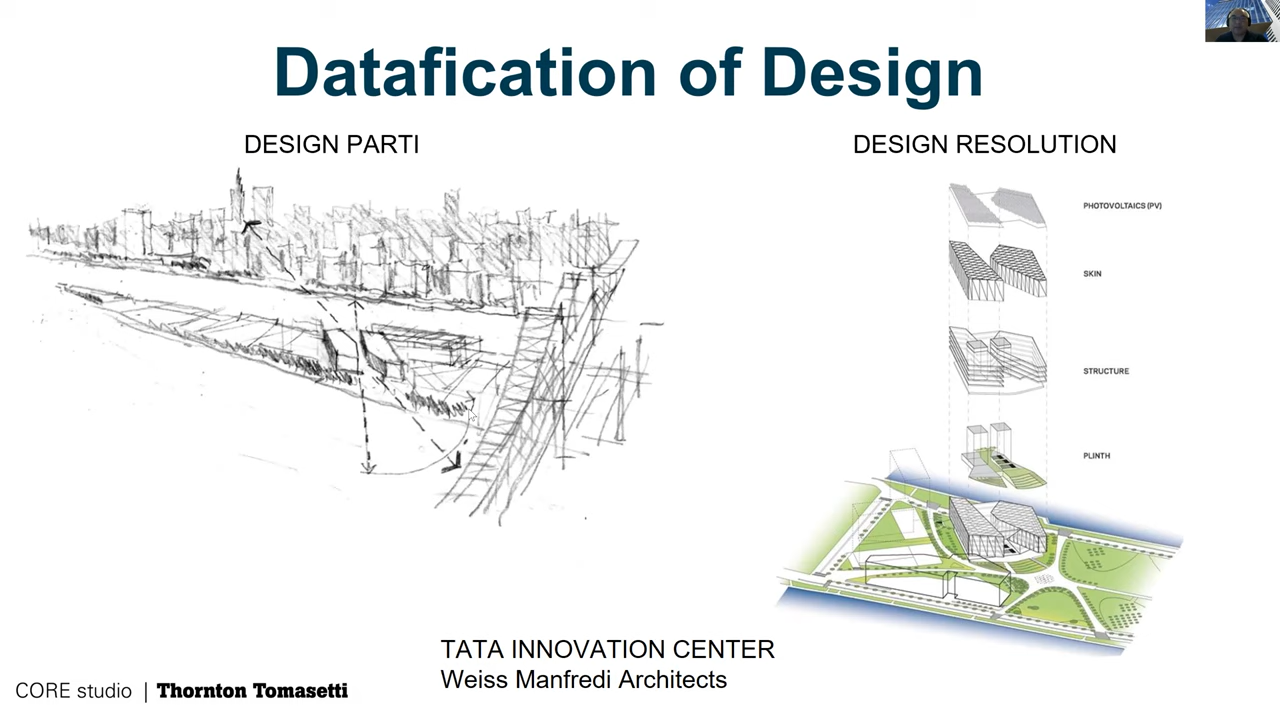 Datafication of Design
DESIGN PARTI
DESIGN RESOLUTION
PHOTOVOLTAICS (PV)
SKIN
STRUCTURE
PLINTH
TATA INNOVATION CENTER
Weiss Manfredi Architects
CORE studio | Thornton Tomasetti